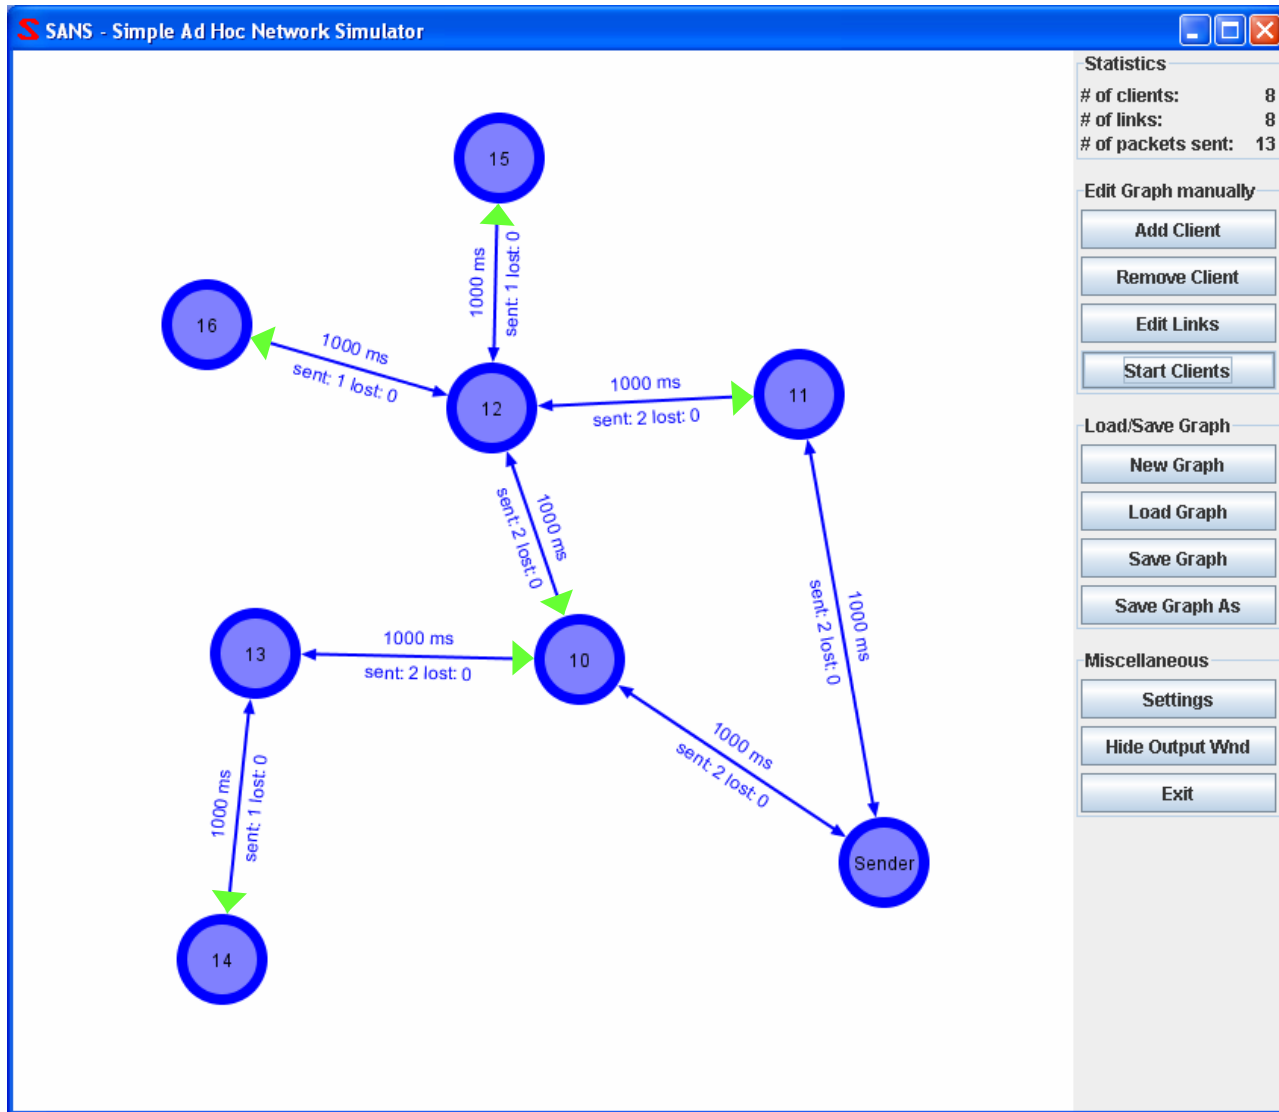 SANS - Simple Ad Hoc Network Simulator
Statistics
# of clients: 8
# of links: 8
# of packets sent: 13
Edit Graph manually
Add Client
Remove Client
Edit Links
Start Clients
Load/Save Graph
New Graph
Load Graph
Save Graph
Save Graph As
Miscellaneous
Settings
Hide Output Wnd
Exit
15
1000 ms
sent: 1 lost: 0
16
1000 ms
sent: 1 lost: 0
12
1000 ms
sent: 2 lost: 0
11
1000 ms
sent: 2 lost: 0
1000 ms
sent: 2 lost: 0
13
1000 ms
sent: 2 lost: 0
10
1000 ms
sent: 2 lost: 0
1000 ms
sent: 1 lost: 0
Sender
14